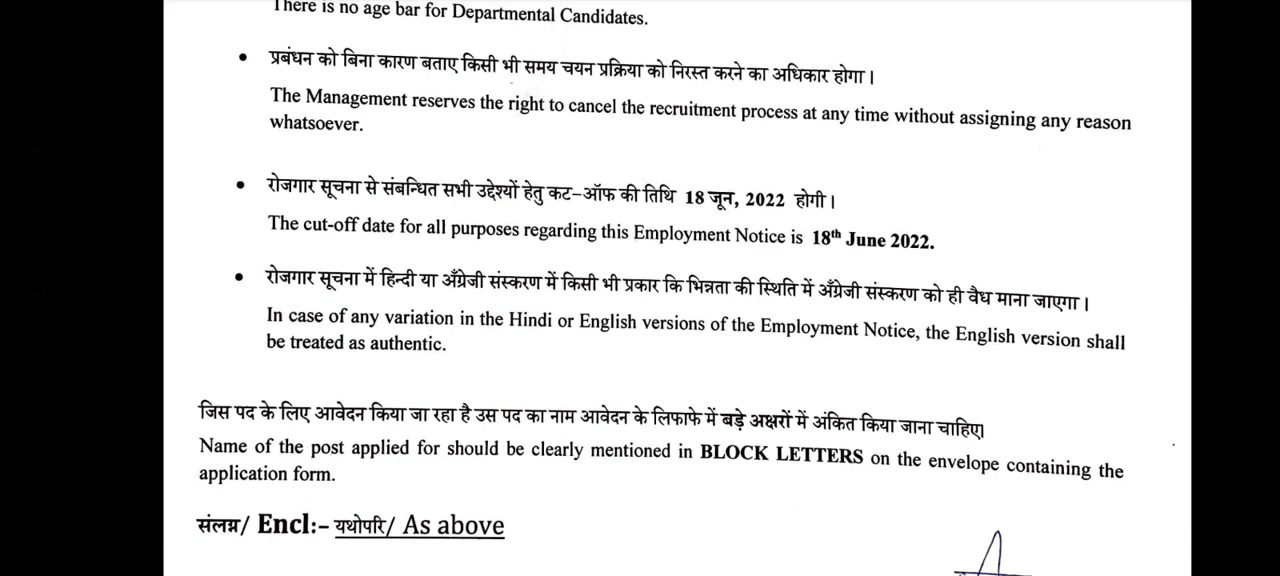 There is no age bar for Departmental Candidates.
• प्रबंधन को बिना कारण बताए किसी भी समय चयन प्रक्रिया को निरस्त करने का अधिकार होगा।
The Management reserves the right to cancel the recruitment process at any time without assigning any reason
whatsoever.
• रोजगार सूचना से संबन्धित सभी उद्देश्यों हेतु कट-ऑफ की तिथि 18 जून, 2022 होगी।
The cut-off date for all purposes regarding this Employment Notice is 18th June 2022.
• रोजगार सूचना में हिन्दी या अँग्रेजी संस्करण में किसी भी प्रकार कि भिन्नता की स्थिति में अँग्रेजी संस्करण को ही वैध माना जाएगा।
In case of any variation in the Hindi or English versions of the Employment Notice, the English version shall
be treated as authentic.
जिस पद के लिए आवेदन किया जा रहा है उस पद का नाम आवेदन के लिफाफे में बड़े अक्षरों में अंकित किया जाना चाहिए।
Name of the post applied for should be clearly mentioned in BLOCK LETTERS on the envelope containing the
application form.
संलग्न/ Encl:- यथोपरि/ As above